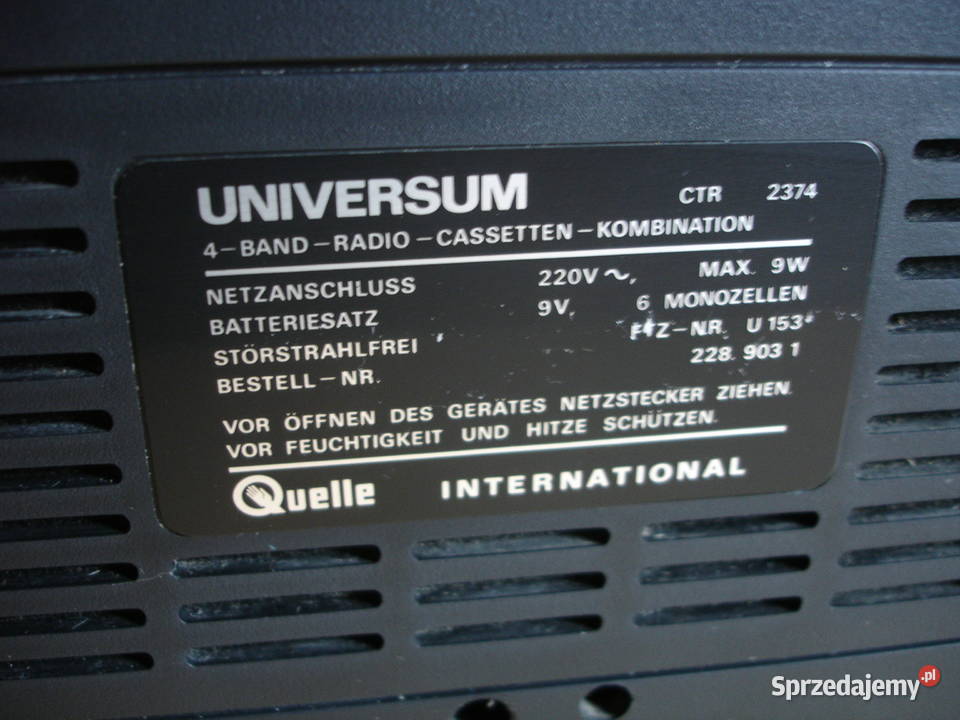 UNIVERSUM CTR 2374
4-BAND-RADIO-CASSETTEN-KOMBINATION
NETZANSCHLUSS 220V ~, MAX. 9W
BATTERIESATZ 9V, 6 MONOZELLEN
STÖRSTRAHLFREI FTZ-NR. U 153*
BESTELL-NR. 228.903 1
VOR ÖFFNEN DES GERÄTES NETZSTECKER ZIEHEN.
VOR FEUCHTIGKEIT UND HITZE SCHÜTZEN.
Quelle INTERNATIONAL
Sprzedajemy.pl